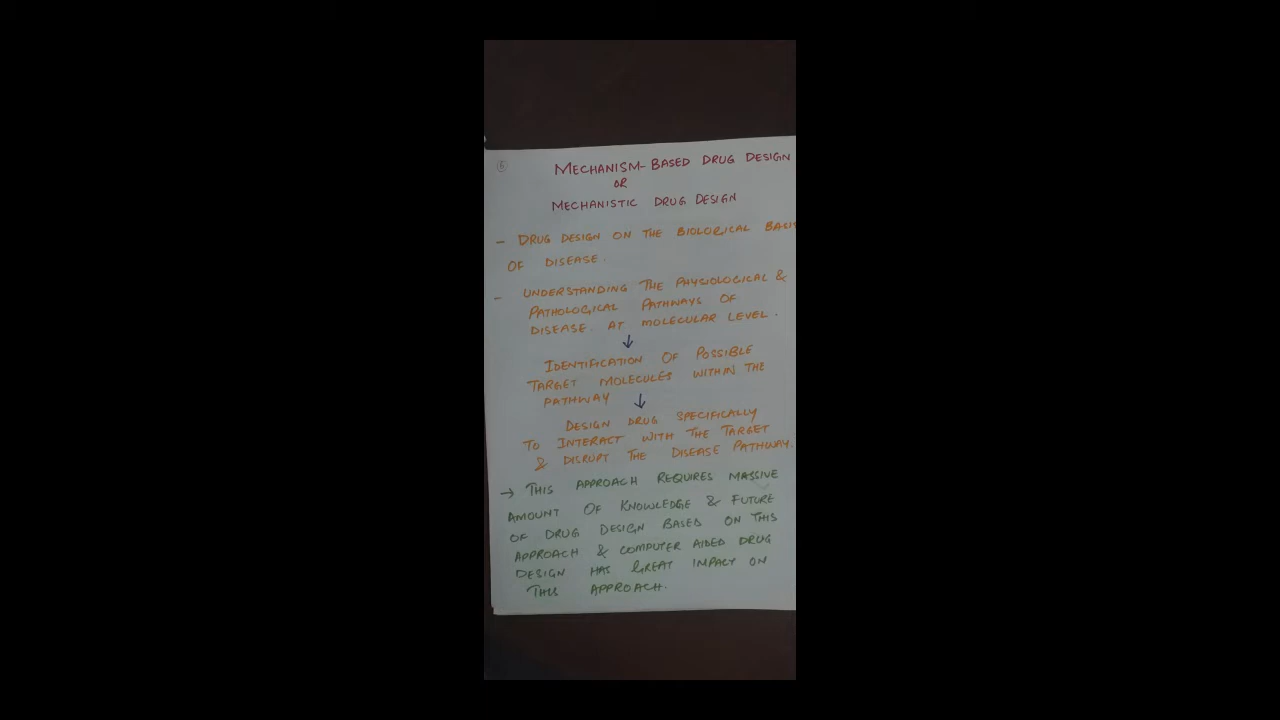 6
MECHANISM-BASED DRUG DESIGN
OR
MECHANISTIC DRUG DESIGN
- DRUG DESIGN ON THE BIOLOGICAL BASIS
OF DISEASE.
- UNDERSTANDING THE PHYSIOLOGICAL &
PATHOLOGICAL PATHWAYS OF
DISEASE. AT MOLECULAR LEVEL.
↓
IDENTIFICATION OF POSSIBLE
TARGET MOLECULES WITHIN THE
PATHWAY ↓
DESIGN DRUG SPECIFICALLY
TO INTERACT WITH THE TARGET
& DISRUPT THE DISEASE PATHWAY.
→ THIS APPROACH REQUIRES MASSIVE
AMOUNT OF KNOWLEDGE & FUTURE
OF DRUG DESIGN BASED ON THIS
APPROACH & COMPUTER AIDED DRUG
DESIGN HAS GREAT IMPACT ON
THIS APPROACH.